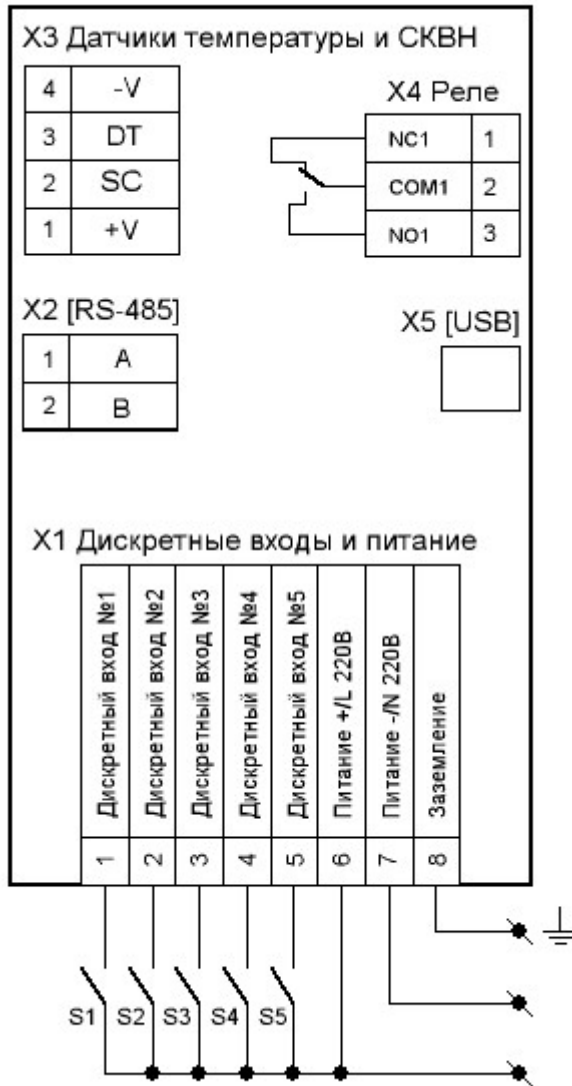 X3 Датчики температуры и СКВН
4 -V
3 DT
2 SC
1 +V
X4 Реле
NC1 1
COM1 2
NO1 3
X2 [RS-485]
1 A
2 B
X5 [USB]
X1 Дискретные входы и питание
Дискретный вход №1
Дискретный вход №2
Дискретный вход №3
Дискретный вход №4
Дискретный вход №5
Питание +/L 220В
Питание -/N 220В
Заземление
1 2 3 4 5 6 7 8
S1 S2 S3 S4 S5